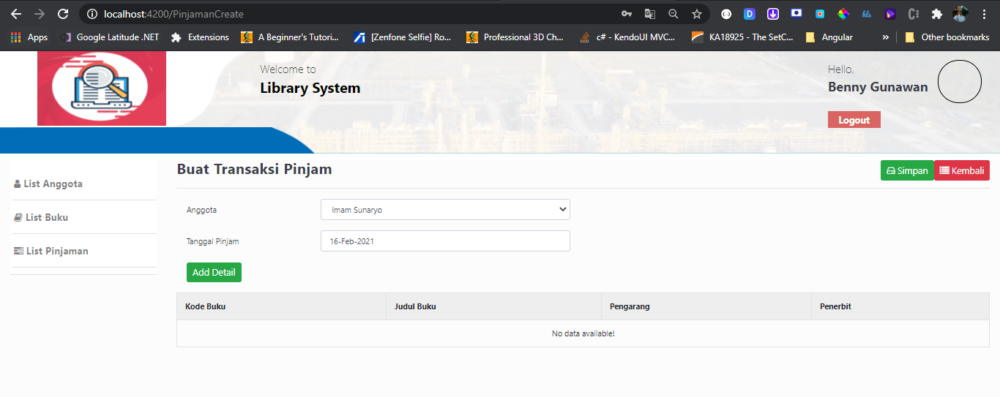 localhost:4200/PinjamanCreate
Apps
Google Latitude .NET
Extensions
A Beginner's Tutori...
[Zenfone Selfie] Ro...
Professional 3D Ch...
c# - KendoUI MVC...
KA18925 - The SetC...
Angular
»
Other bookmarks
Welcome to
Library System
Hello,
Benny Gunawan
Logout
List Anggota
List Buku
List Pinjaman
Buat Transaksi Pinjam
Simpan
Kembali
Anggota
Imam Sunaryo
Tanggal Pinjam
16-Feb-2021
Add Detail
Kode Buku
Judul Buku
Pengarang
Penerbit
No data available!